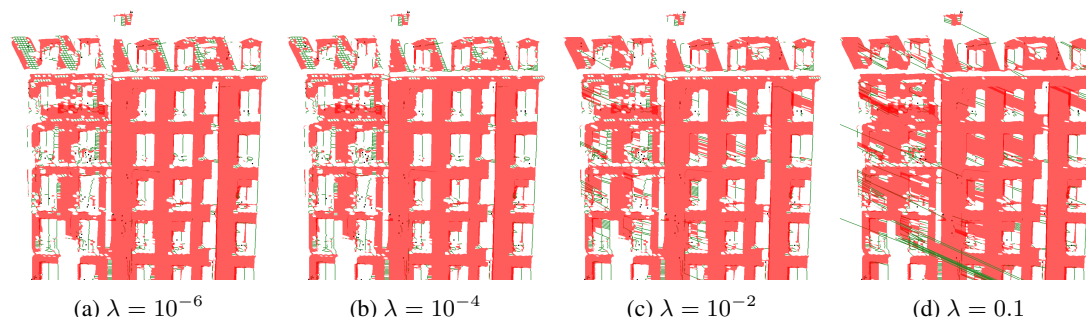 (a) λ = 10⁻⁶
(b) λ = 10⁻⁴
(c) λ = 10⁻²
(d) λ = 0.1